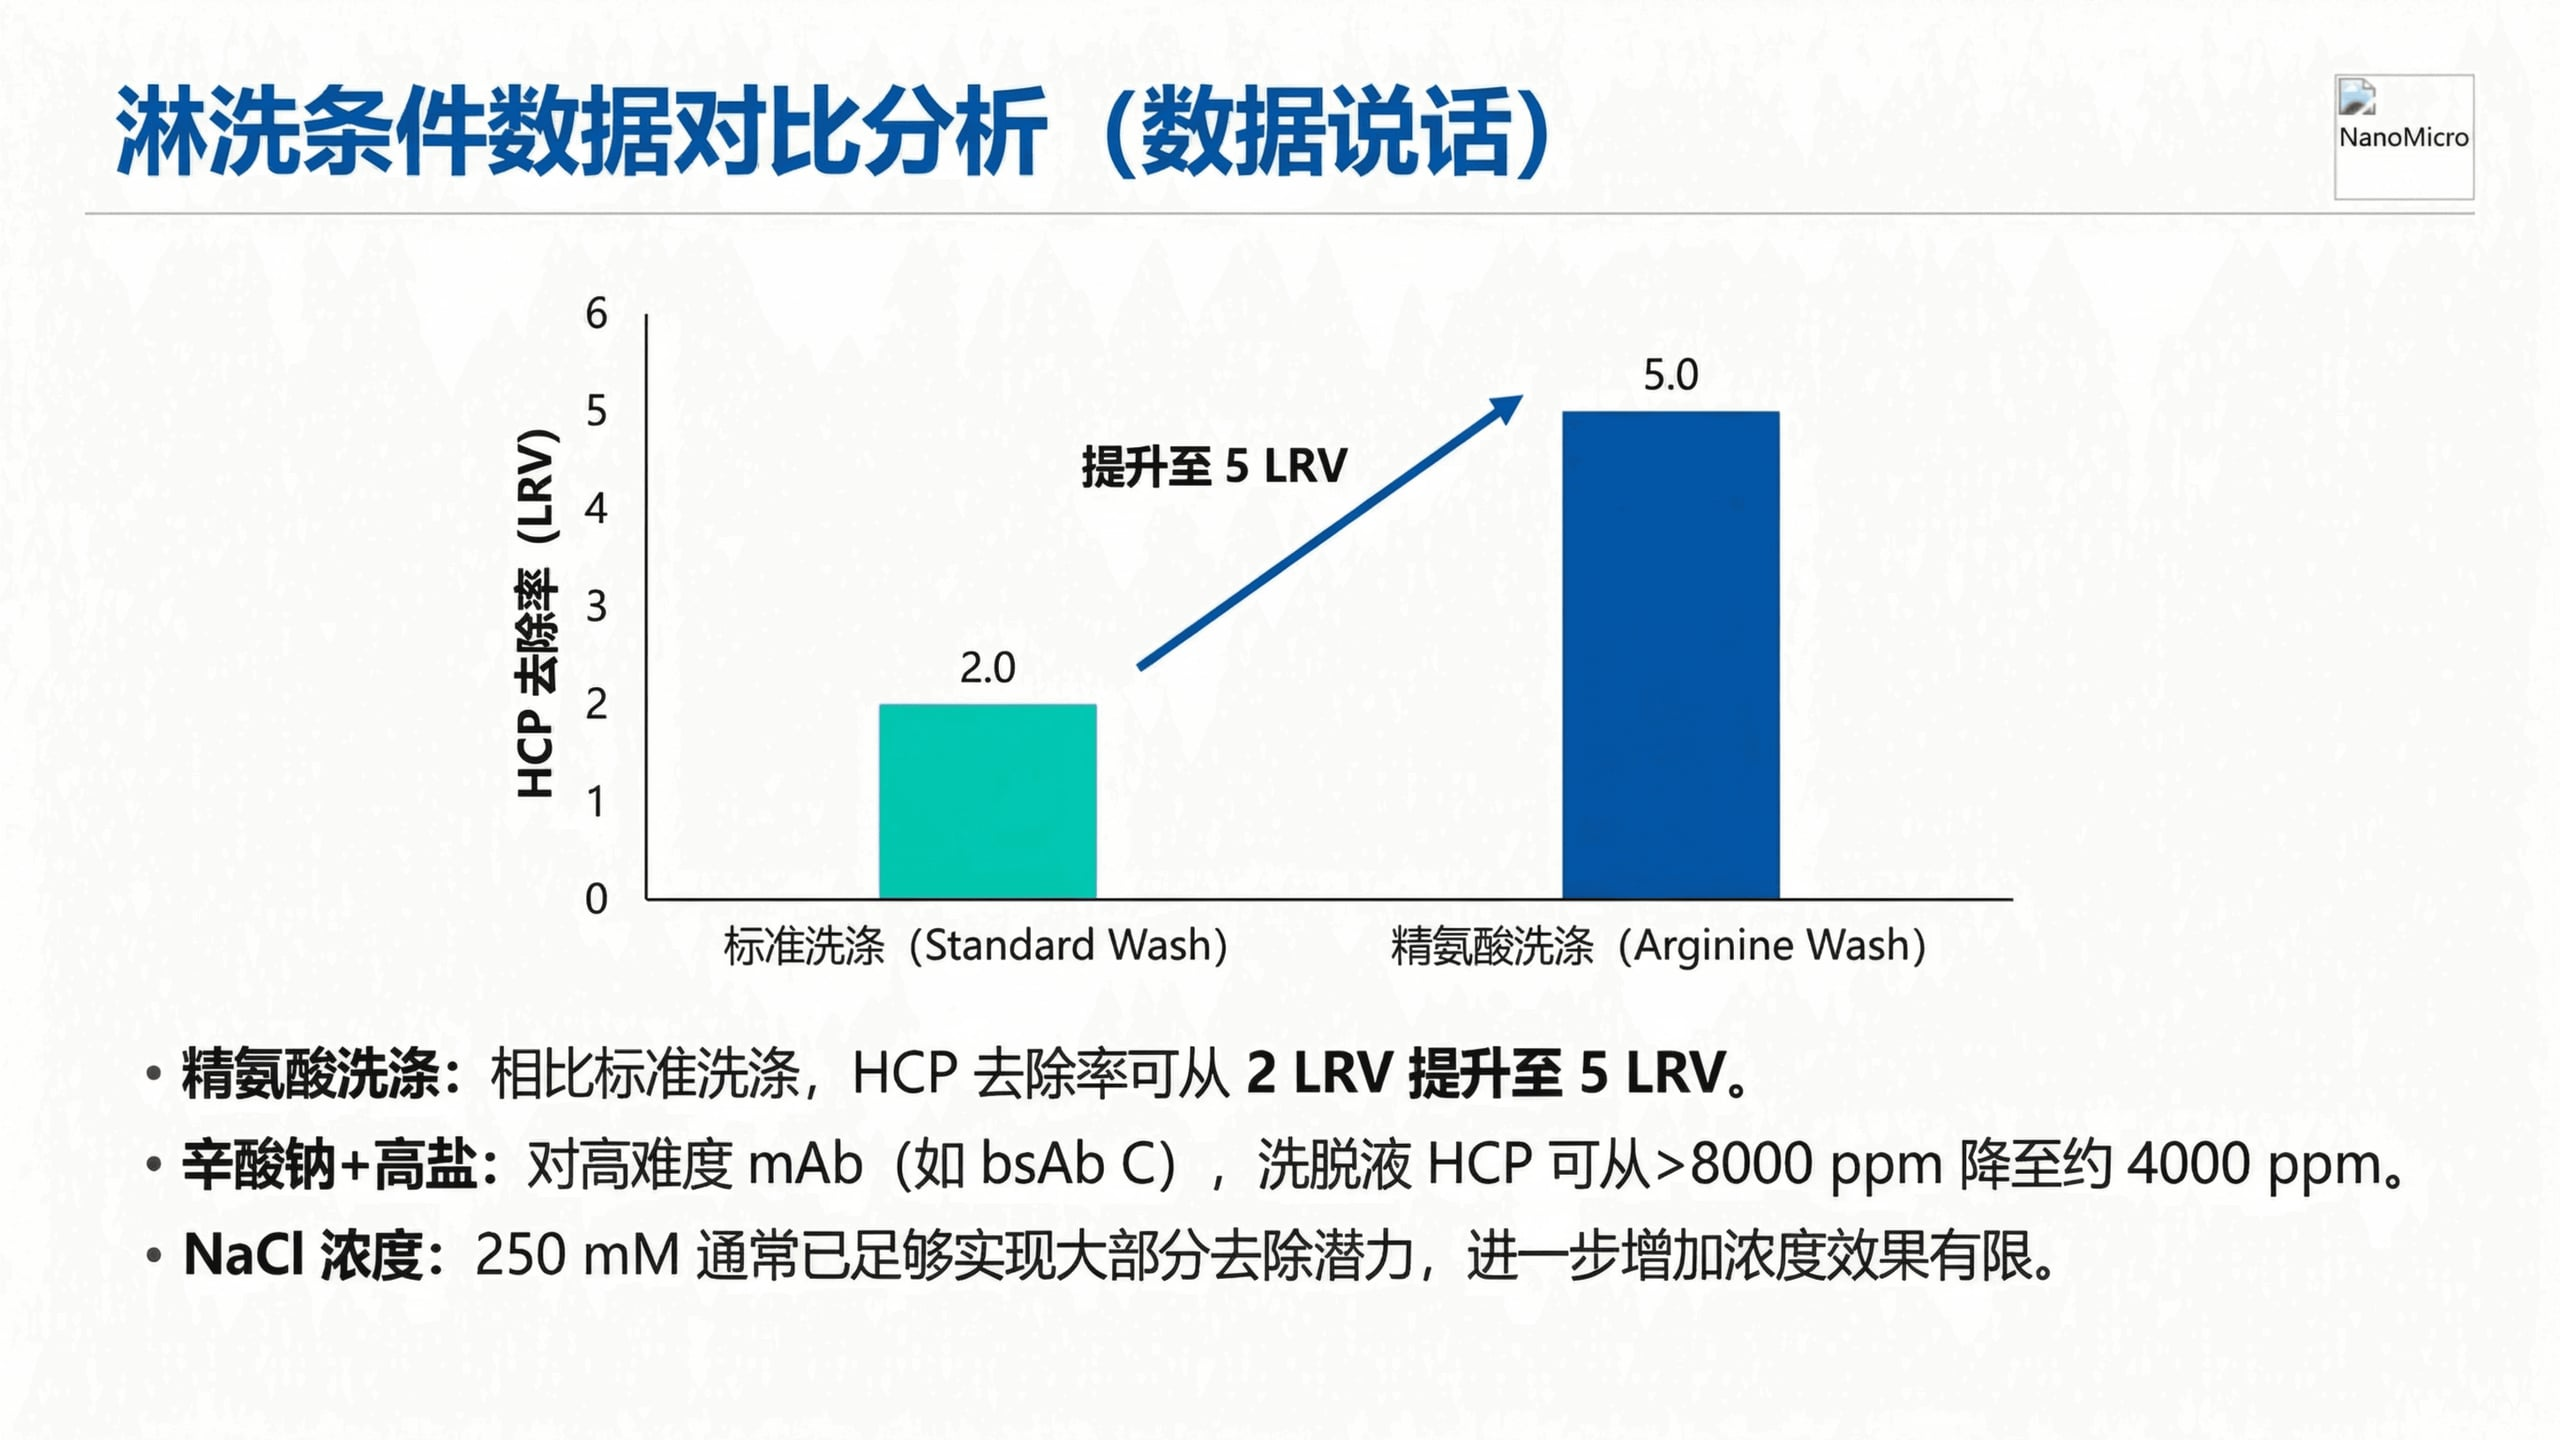 淋洗条件数据对比分析（数据说话）
NanoMicro
HCP 去除率（LRV）
6
5
4
3
2
1
0
2.0
提升至 5 LRV
5.0
标准洗涤（Standard Wash）
精氨酸洗涤（Arginine Wash）
• 精氨酸洗涤：相比标准洗涤，HCP 去除率可从 2 LRV 提升至 5 LRV。
• 辛酸钠+高盐：对高难度 mAb（如 bsAb C），洗脱液 HCP 可从>8000 ppm 降至约 4000 ppm。
• NaCl 浓度：250 mM 通常已足够实现大部分去除潜力，进一步增加浓度效果有限。